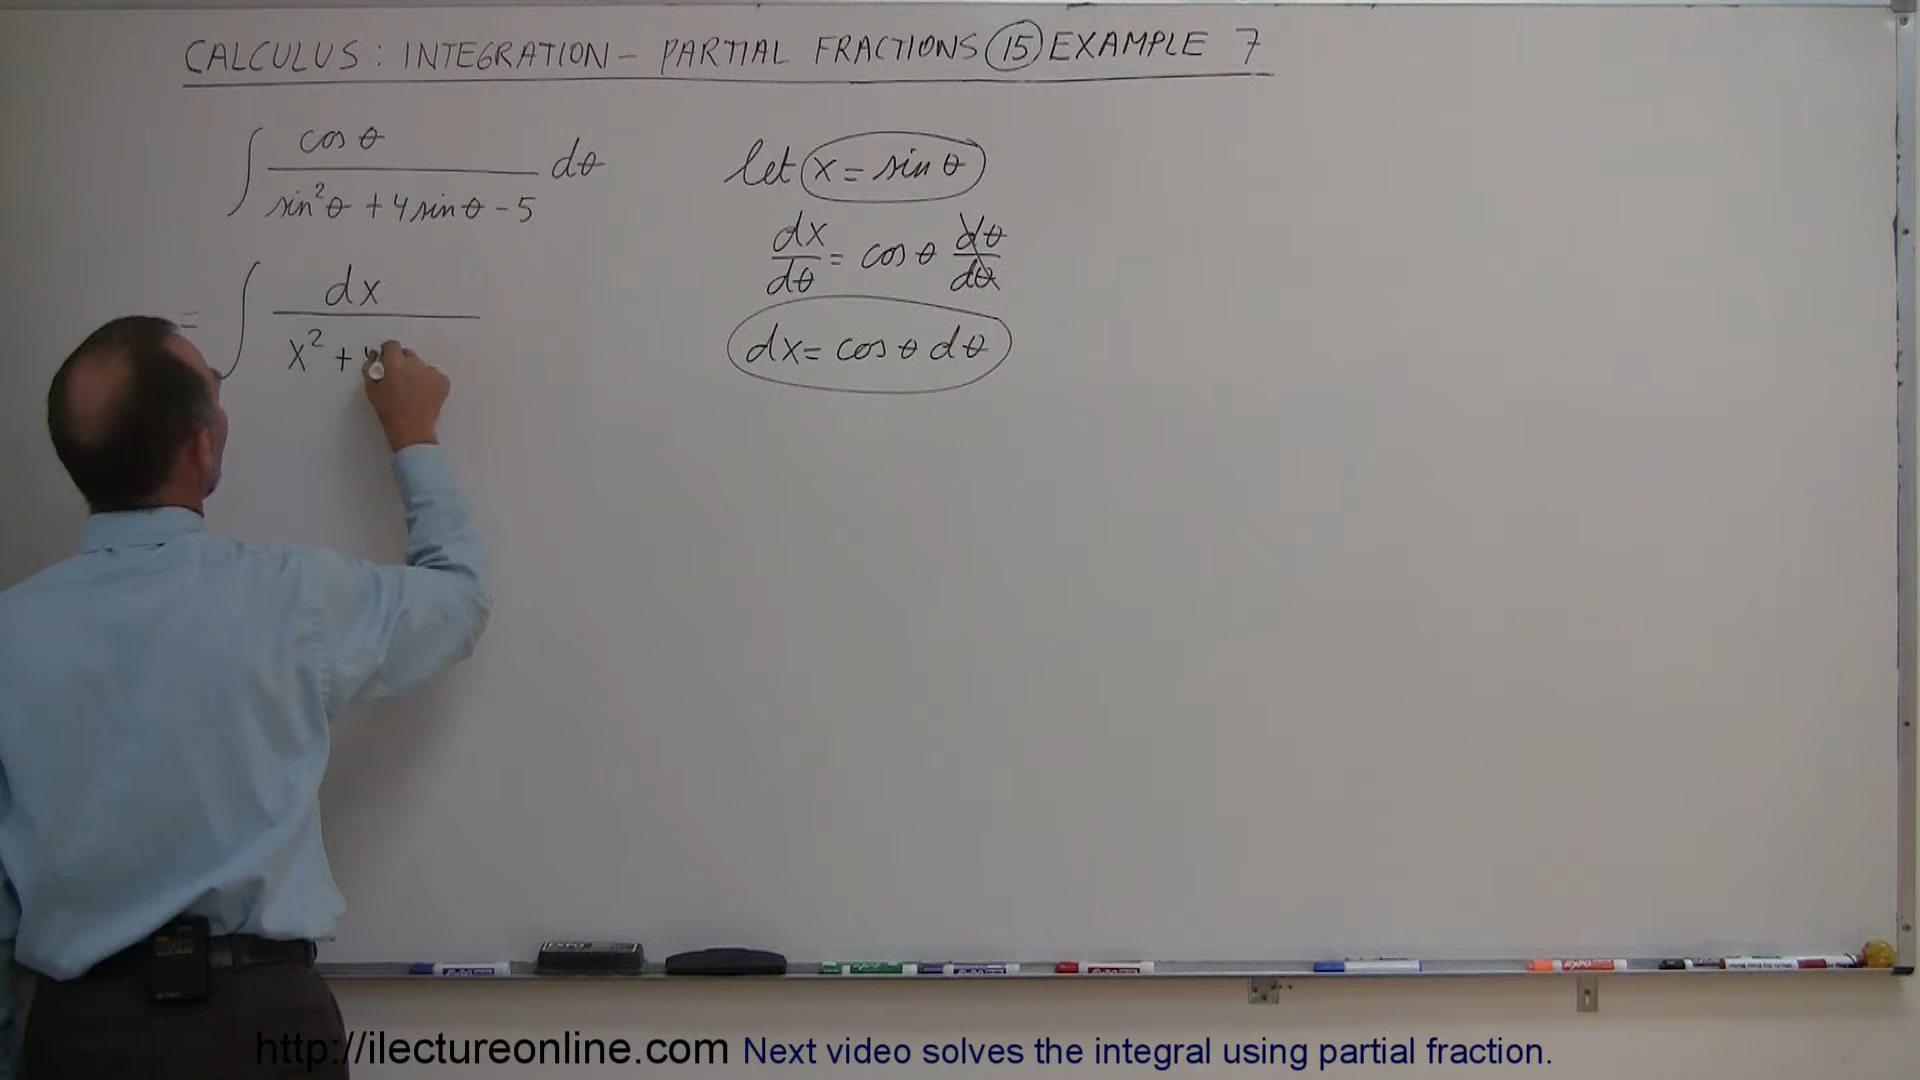 CALCULUS: INTEGRATION - PARTIAL FRACTIONS 15 EXAMPLE 7
∫ cos θ / (sin²θ + 4 sin θ - 5) dθ
= ∫ dx / (x² + 
let x = sin θ
dx/dθ = cos θ dθ/dθ
dx = cos θ dθ
http://ilectureonline.com Next video solves the integral using partial fraction.